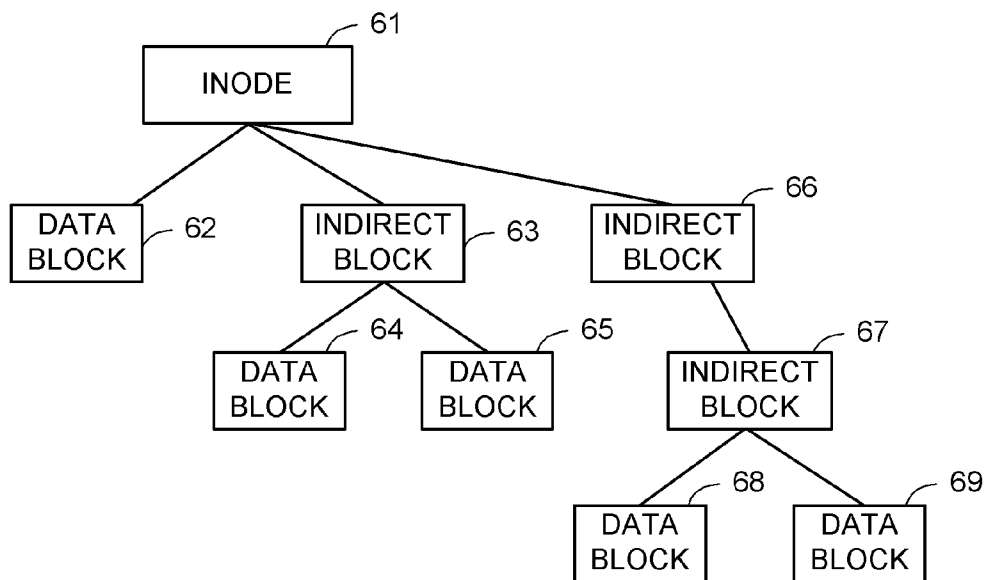 61
INODE
66
DATA
BLOCK
62
INDIRECT
BLOCK
63
INDIRECT
BLOCK
64
65
67
DATA
BLOCK
DATA
BLOCK
INDIRECT
BLOCK
68
69
DATA
BLOCK
DATA
BLOCK